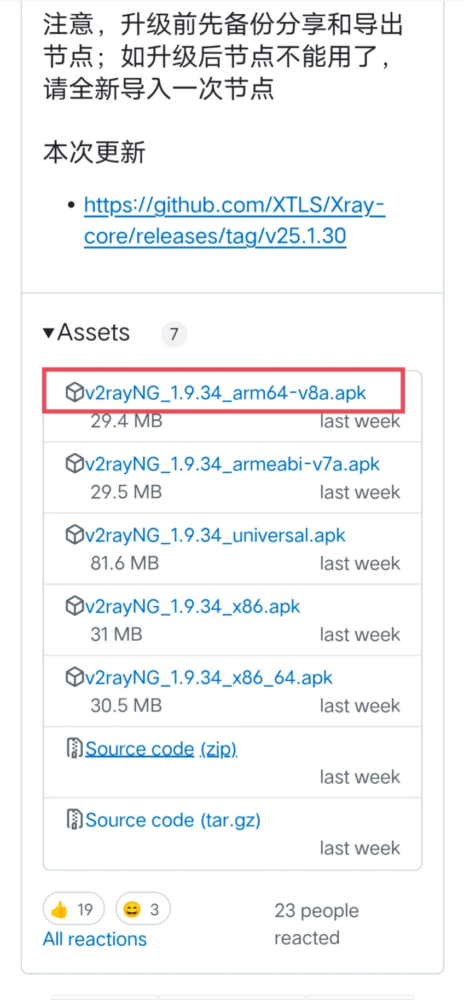 注意，升级前先备份分享和导出
节点；如升级后节点不能用了，
请全新导入一次节点
本次更新
• https://github.com/XTLS/Xray-
core/releases/tag/v25.1.30
▼Assets 7
v2rayNG_1.9.34_arm64-v8a.apk
29.4 MB last week
v2rayNG_1.9.34_armeabi-v7a.apk
29.5 MB last week
v2rayNG_1.9.34_universal.apk
81.6 MB last week
v2rayNG_1.9.34_x86.apk
31 MB last week
v2rayNG_1.9.34_x86_64.apk
30.5 MB last week
Source code (zip)
last week
Source code (tar.gz)
last week
👍 19 😄 3 23 people
All reactions reacted